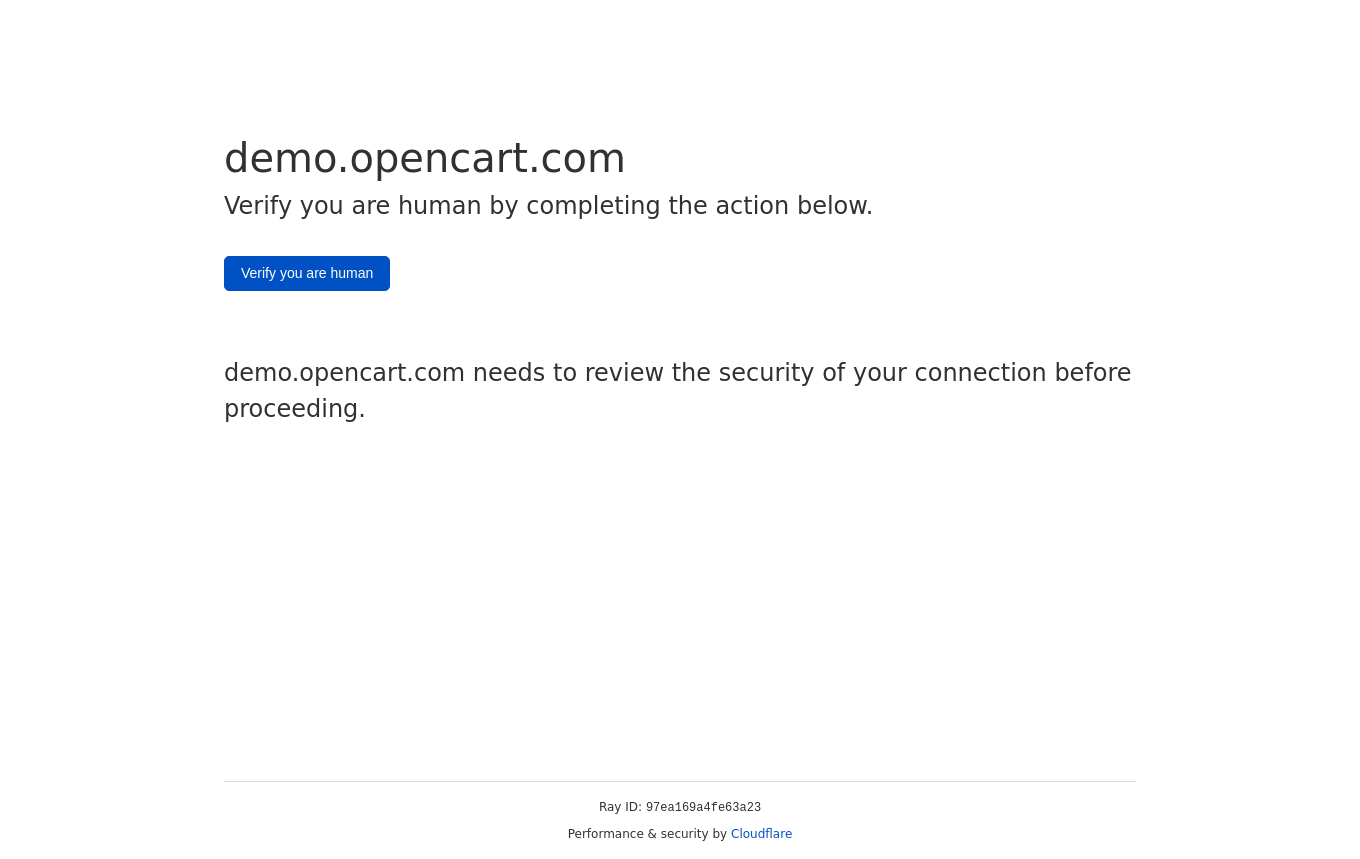 demo.opencart.com
Verify you are human by completing the action below.
Verify you are human
demo.opencart.com needs to review the security of your connection before
proceeding.
Ray ID: 97ea169a4fe63a23
Performance & security by Cloudflare